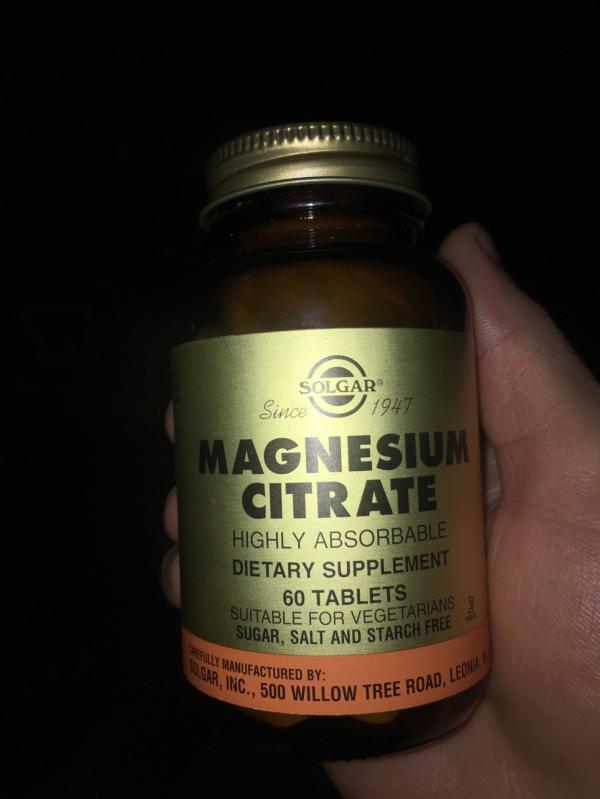 SOLGAR®
Since 1947
MAGNESIUM
CITRATE
HIGHLY ABSORBABLE
DIETARY SUPPLEMENT
60 TABLETS
SUITABLE FOR VEGETARIANS
SUGAR, SALT AND STARCH FREE
CAREFULLY MANUFACTURED BY:
SOLGAR, INC., 500 WILLOW TREE ROAD, LEONIA,